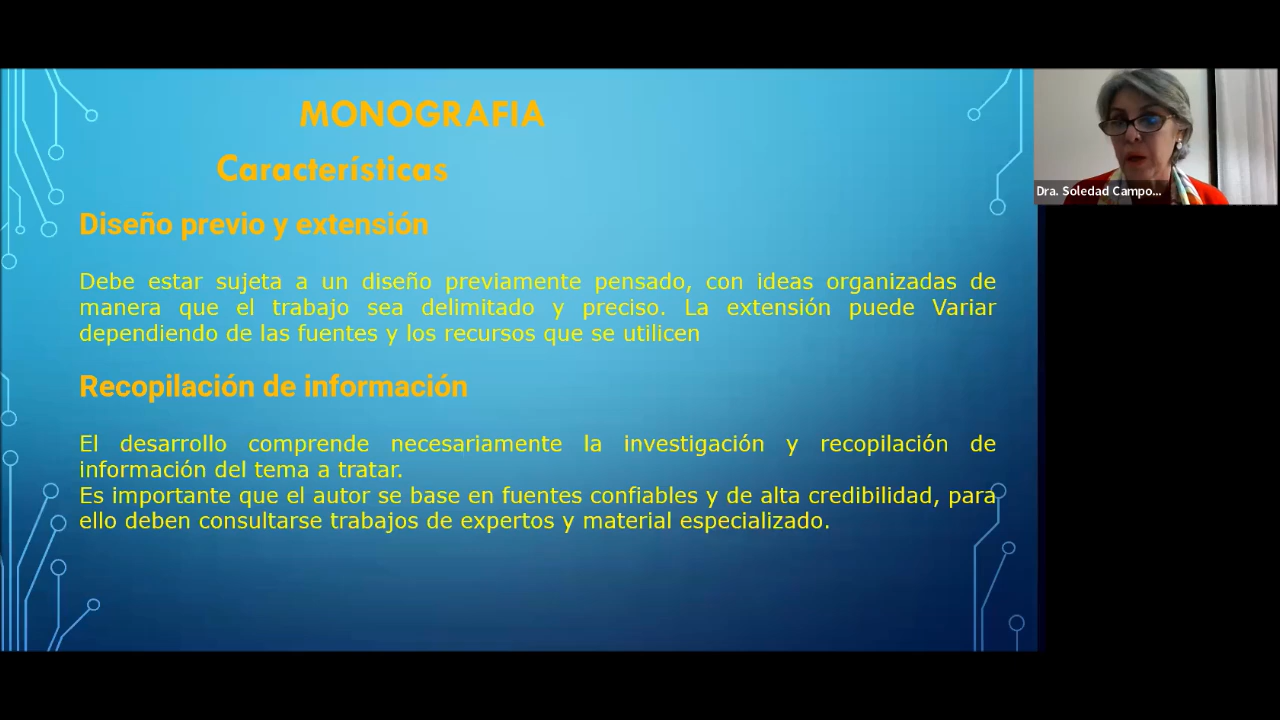 MONOGRAFIA
Características
Diseño previo y extensión
Debe estar sujeta a un diseño previamente pensado, con ideas organizadas de
manera que el trabajo sea delimitado y preciso. La extensión puede Variar
dependiendo de las fuentes y los recursos que se utilicen
Recopilación de información
El desarrollo comprende necesariamente la investigación y recopilación de
información del tema a tratar.
Es importante que el autor se base en fuentes confiables y de alta credibilidad, para
ello deben consultarse trabajos de expertos y material especializado.
Dra. Soledad Campo...